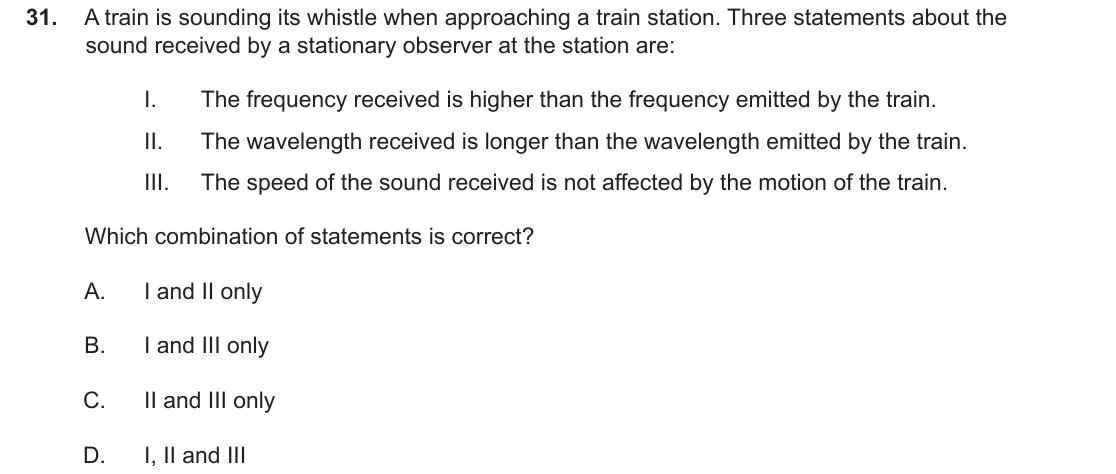 31. A train is sounding its whistle when approaching a train station. Three statements about the
sound received by a stationary observer at the station are:
I. The frequency received is higher than the frequency emitted by the train.
II. The wavelength received is longer than the wavelength emitted by the train.
III. The speed of the sound received is not affected by the motion of the train.
Which combination of statements is correct?
A. I and II only
B. I and III only
C. II and III only
D. I, II and III